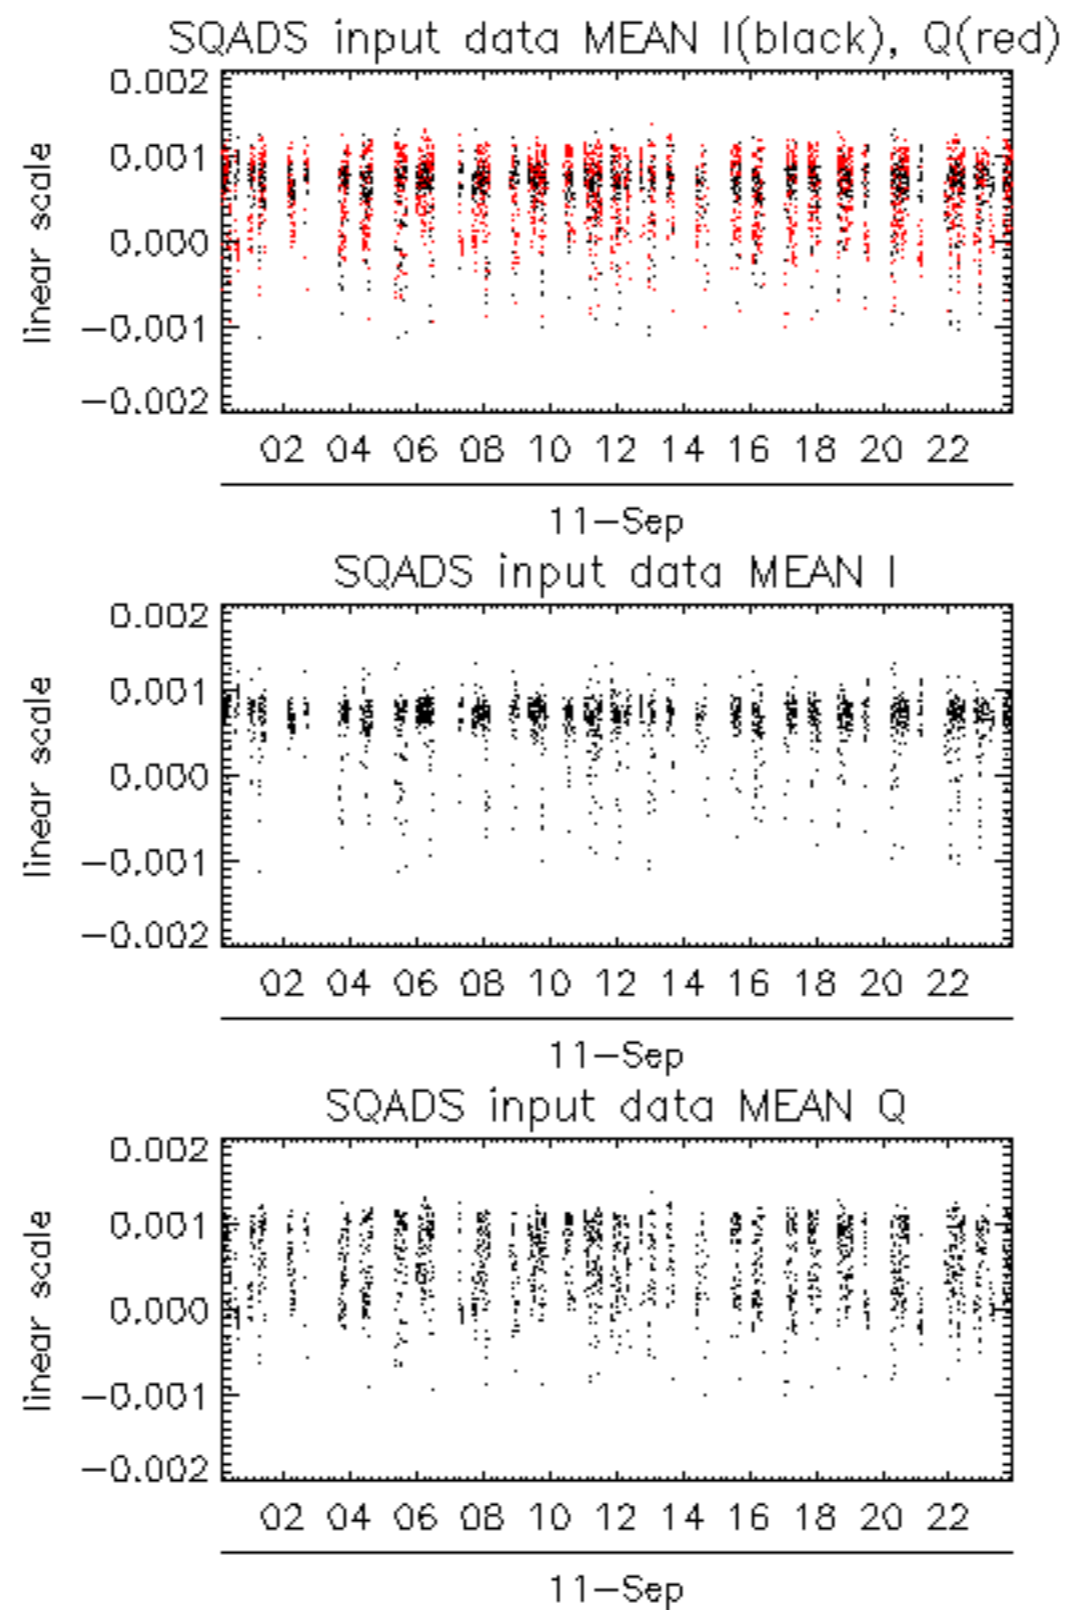 SQADS input data MEAN I(black), Q(red)
0.002
0.001
0.000
−0.001
−0.002
linear scale
02 04 06 08 10 12 14 16 18 20 22
11−Sep
SQADS input data MEAN I
0.002
0.001
0.000
−0.001
−0.002
linear scale
02 04 06 08 10 12 14 16 18 20 22
11−Sep
SQADS input data MEAN Q
0.002
0.001
0.000
−0.001
−0.002
linear scale
02 04 06 08 10 12 14 16 18 20 22
11−Sep